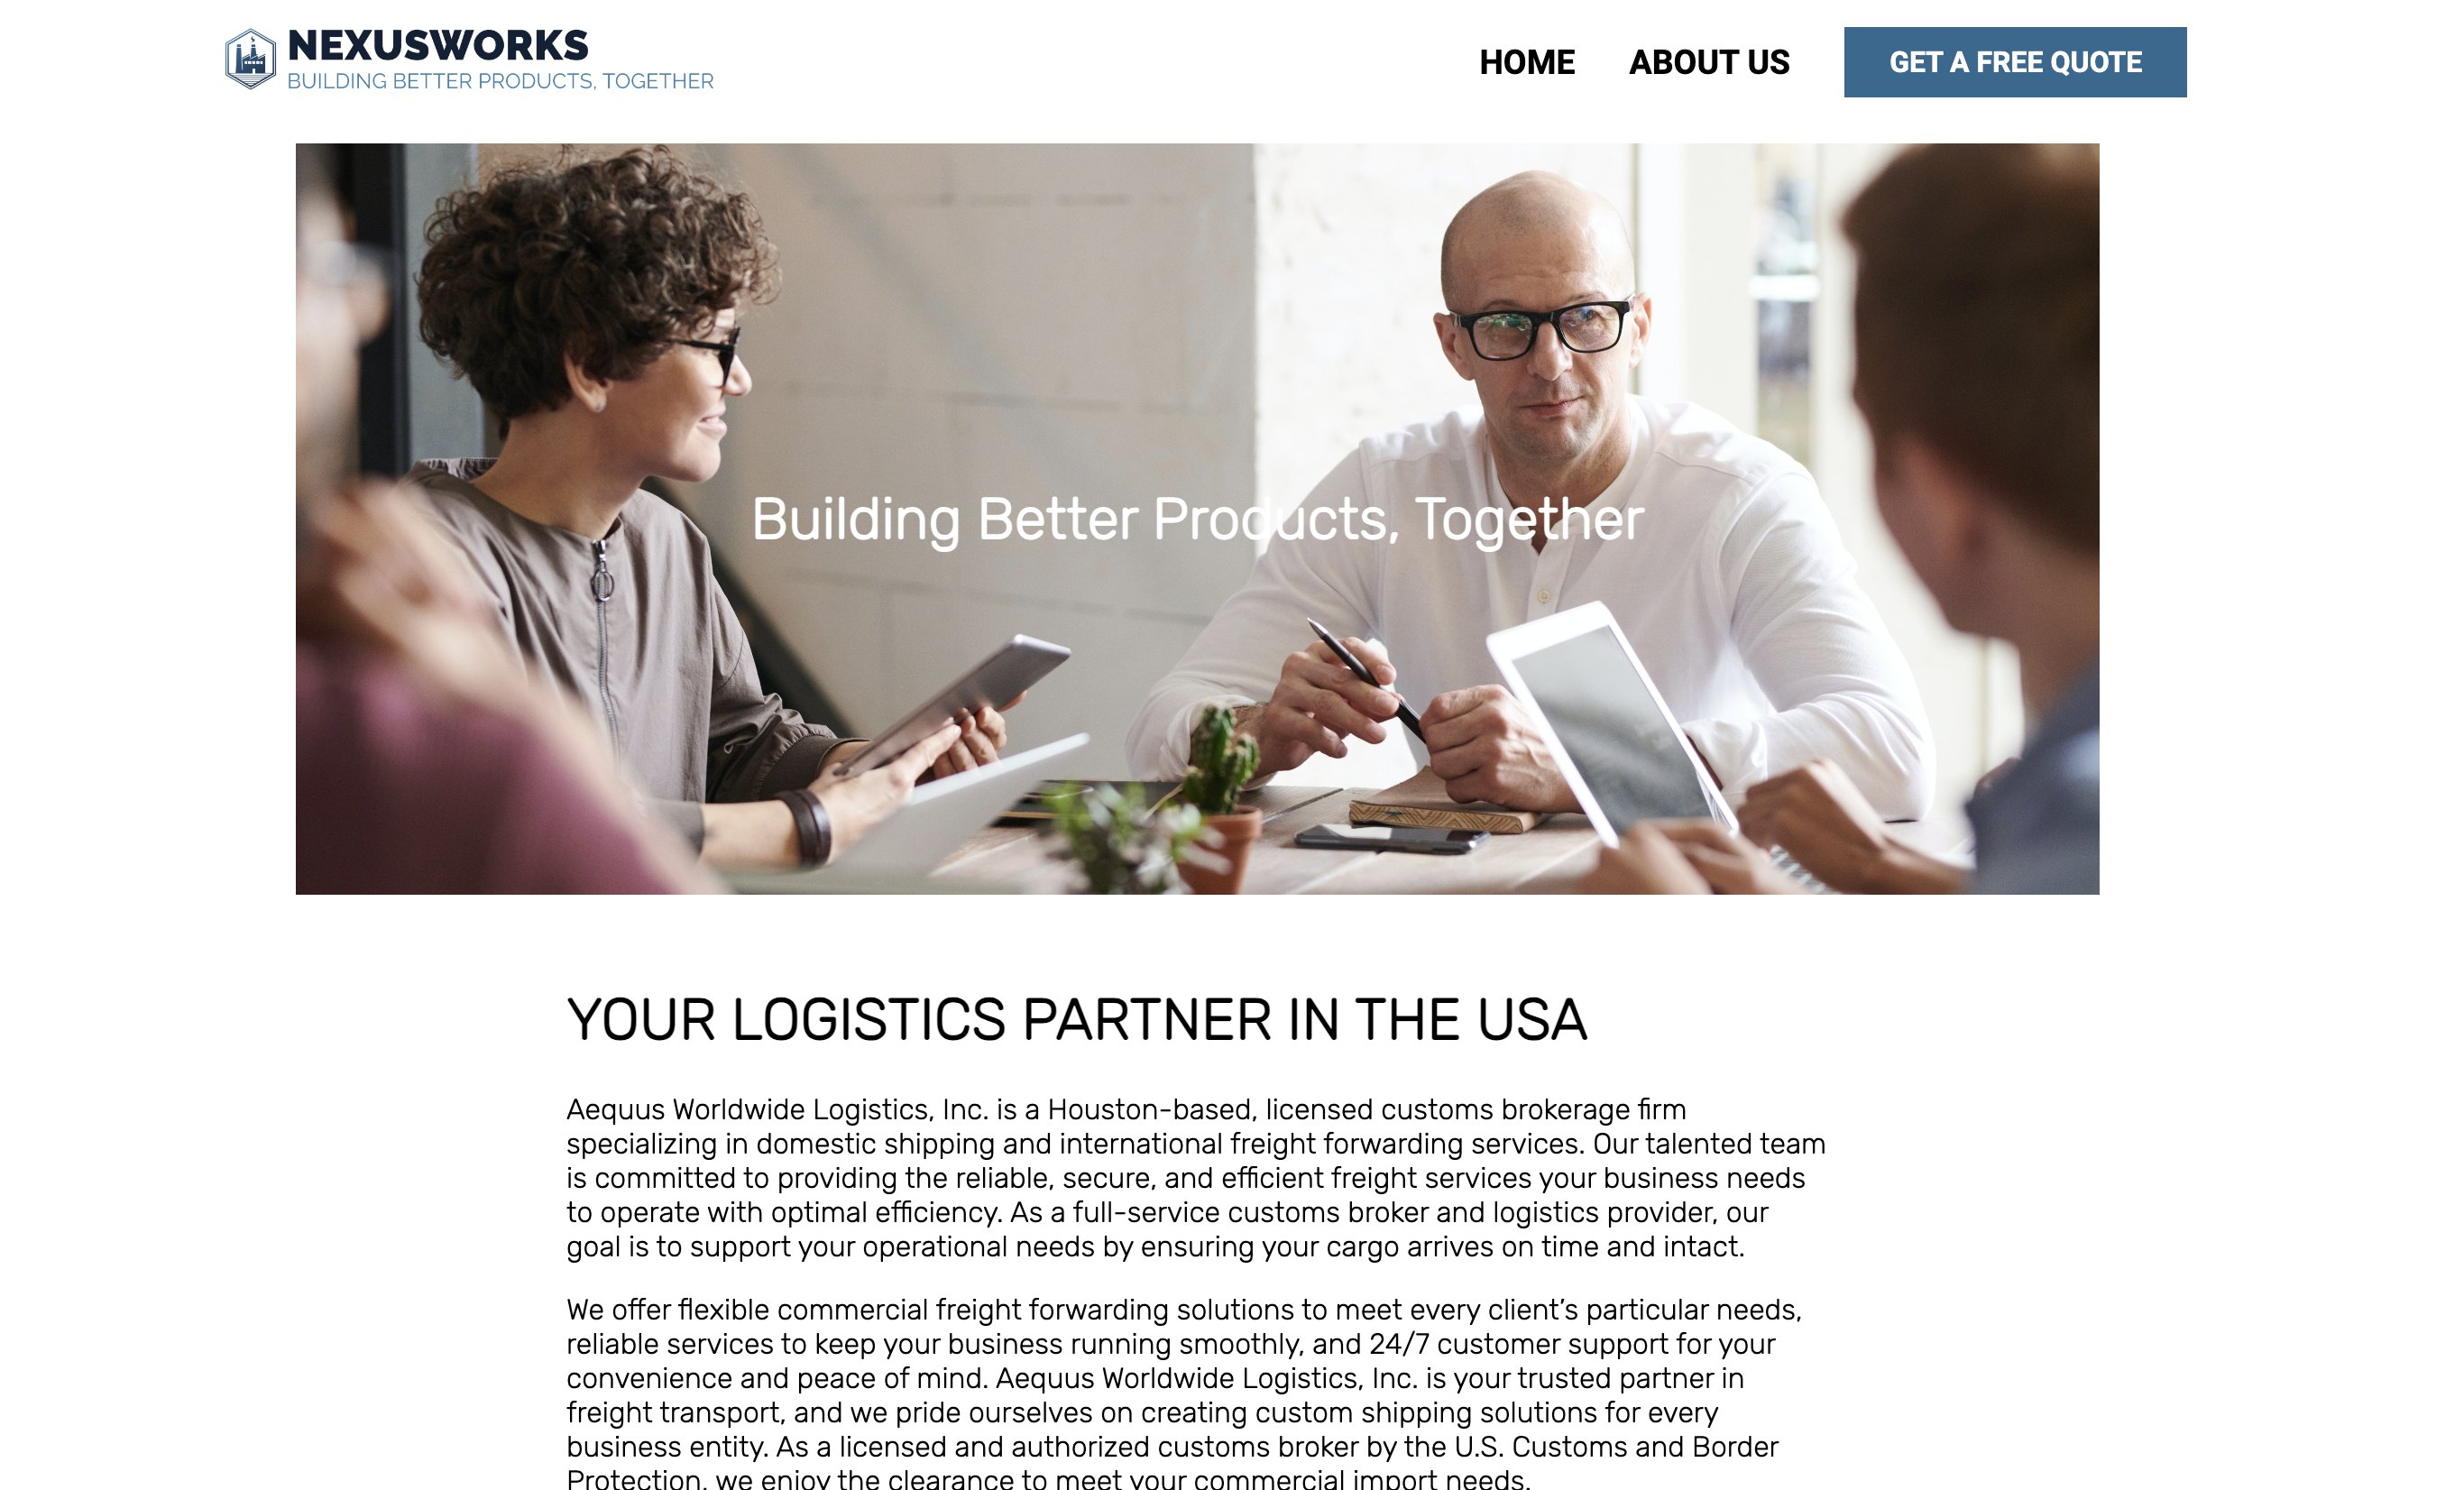 NEXUSWORKS
BUILDING BETTER PRODUCTS, TOGETHER
HOME
ABOUT US
GET A FREE QUOTE
Building Better Products, Together
YOUR LOGISTICS PARTNER IN THE USA
Aequus Worldwide Logistics, Inc. is a Houston-based, licensed customs brokerage firm
specializing in domestic shipping and international freight forwarding services. Our talented team
is committed to providing the reliable, secure, and efficient freight services your business needs
to operate with optimal efficiency. As a full-service customs broker and logistics provider, our
goal is to support your operational needs by ensuring your cargo arrives on time and intact.
We offer flexible commercial freight forwarding solutions to meet every client’s particular needs,
reliable services to keep your business running smoothly, and 24/7 customer support for your
convenience and peace of mind. Aequus Worldwide Logistics, Inc. is your trusted partner in
freight transport, and we pride ourselves on creating custom shipping solutions for every
business entity. As a licensed and authorized customs broker by the U.S. Customs and Border
Protection, we enjoy the clearance to meet your commercial import needs.